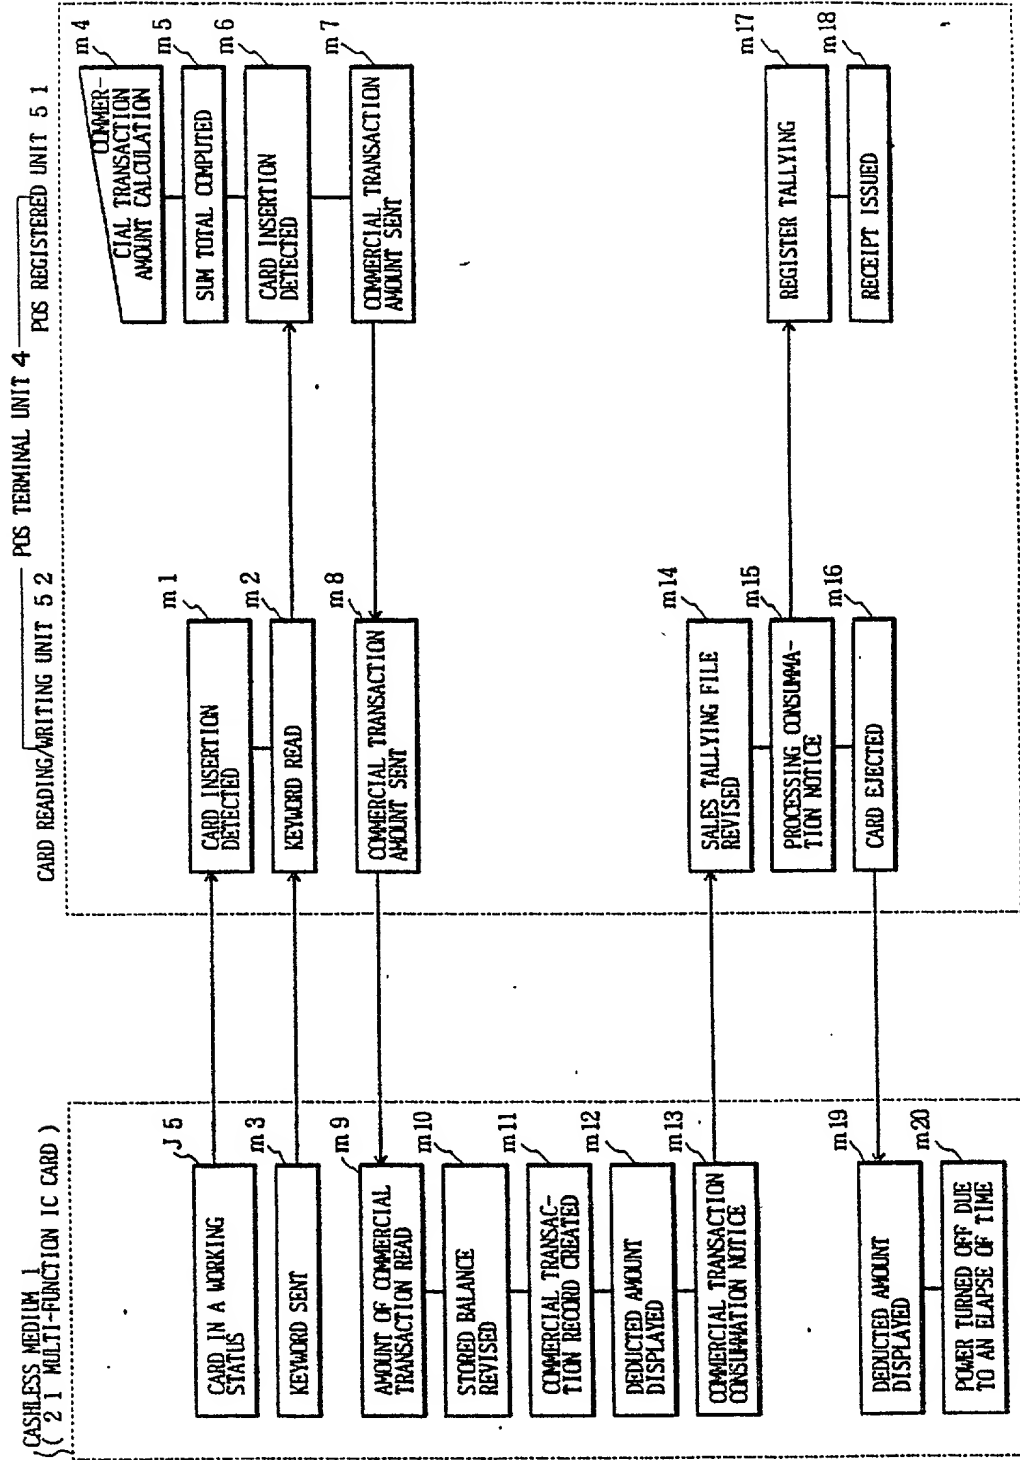 CASHLESS MEDIUM 1
( 2 1 MULTI-FUNCTION IC CARD )
CARD READING/WRITING UNIT 5 2
POS TERMINAL UNIT 4
POS REGISTERED UNIT 5 1
J 5
CARD IN A WORKING
STATUS
m 3
KEYWORD SENT
m 9
AMOUNT OF COMMERCIAL
TRANSACTION READ
m10
STORED BALANCE
REVISED
m11
COMMERCIAL TRANSAC-
TION RECORD CREATED
m12
DEDUCTED AMOUNT
DISPLAYED
m13
COMMERCIAL TRANSACTION
CONSUMMATION NOTICE
m19
DEDUCTED AMOUNT
DISPLAYED
m20
POWER TURNED OFF DUE
TO AN ELAPSE OF TIME
m 1
CARD INSERTION
DETECTED
m 2
KEYWORD READ
m 8
COMMERCIAL TRANSACTION
AMOUNT SENT
m14
SALES TALLYING FILE
REVISED
m15
PROCESSING CONSUMMA-
TION NOTICE
m16
CARD EJECTED
m 4
COMMER-
CIAL TRANSACTION
AMOUNT CALCULATION
m 5
SUM TOTAL COMPUTED
m 6
CARD INSERTION
DETECTED
m 7
COMMERCIAL TRANSACTION
AMOUNT SENT
m17
REGISTER TALLYING
m18
RECEIPT ISSUED